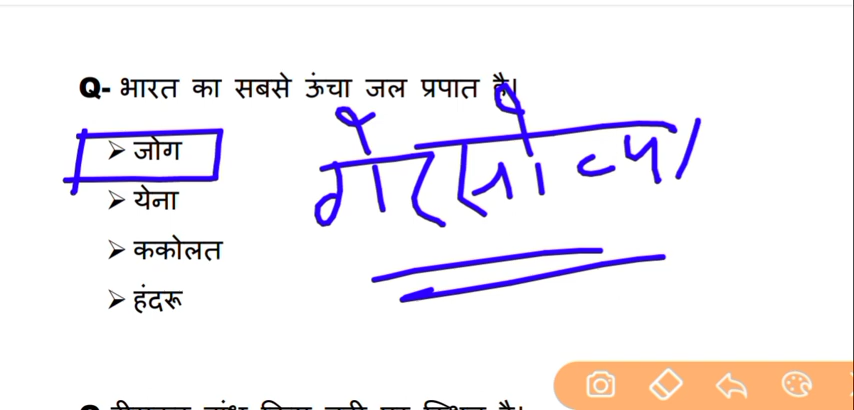 Q- भारत का सबसे ऊंचा जल प्रपात है।
➢ जोग
गेरसोप्पा
➢ येना
➢ ककोलत
➢ हंदरू